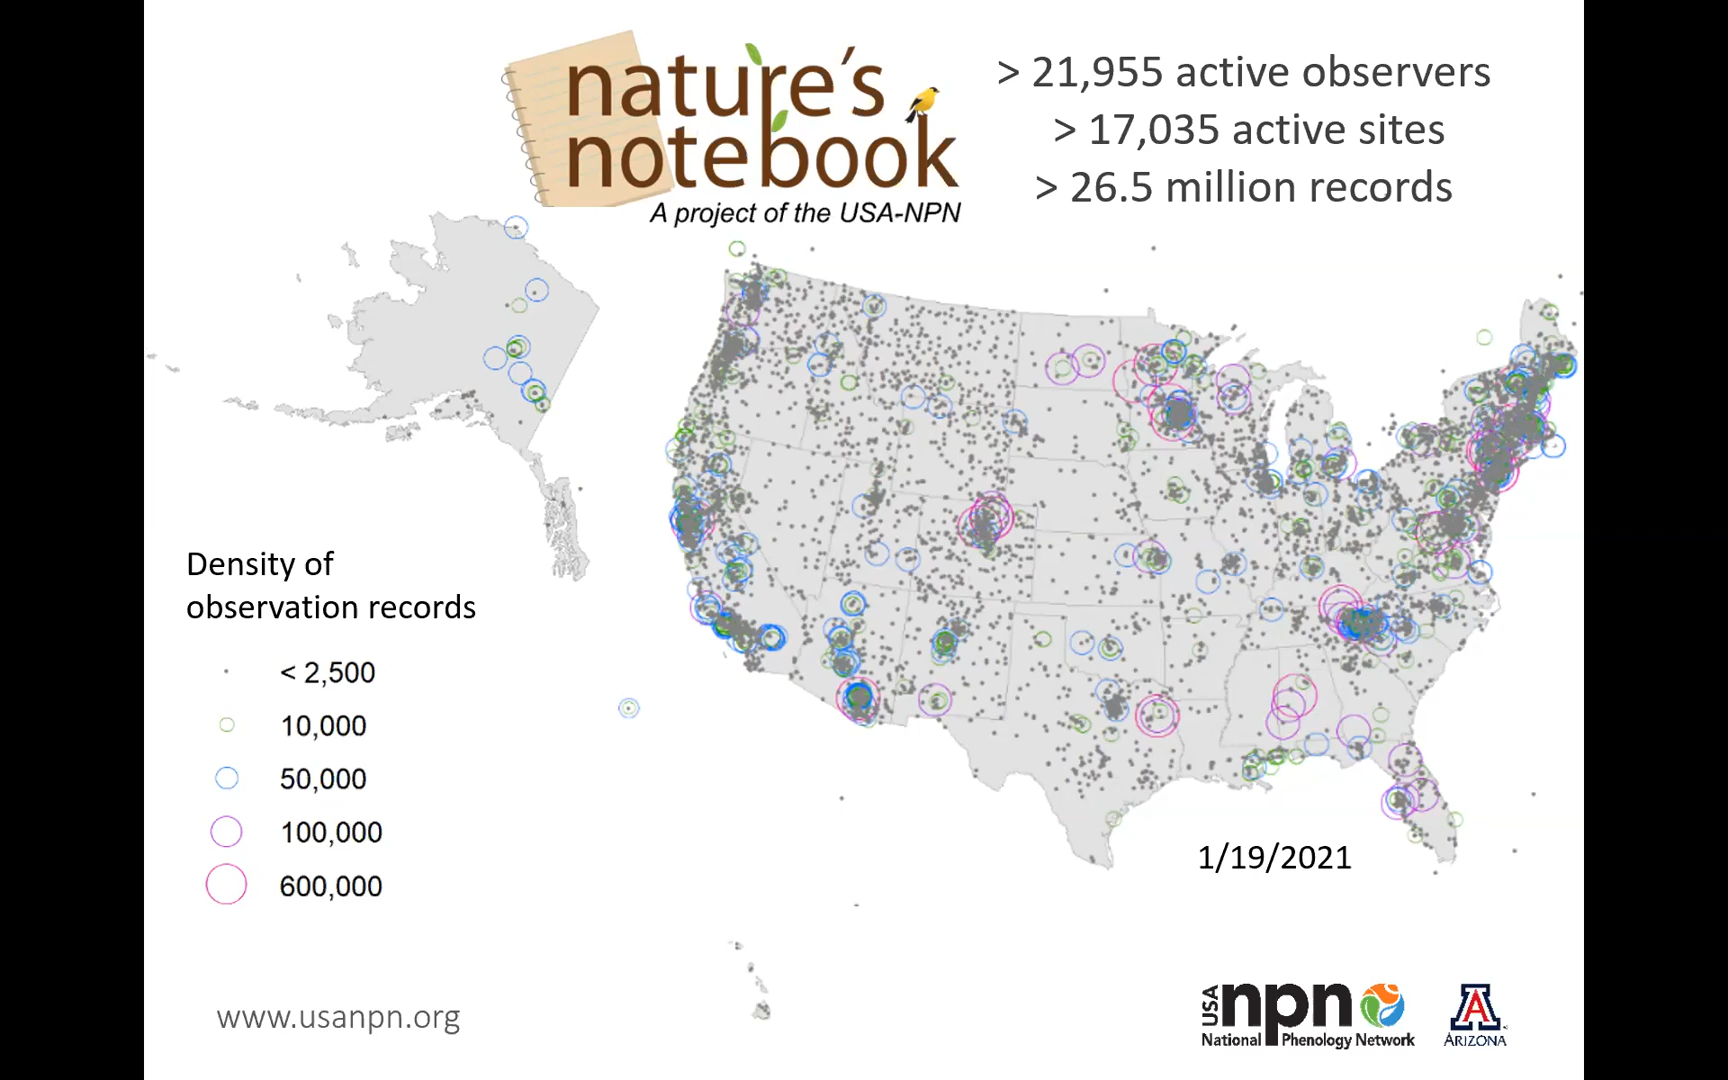 nature's
notebook
A project of the USA-NPN
> 21,955 active observers
> 17,035 active sites
> 26.5 million records
Density of
observation records
< 2,500
10,000
50,000
100,000
600,000
1/19/2021
www.usanpn.org
USA npn
National Phenology Network
A
ARIZONA